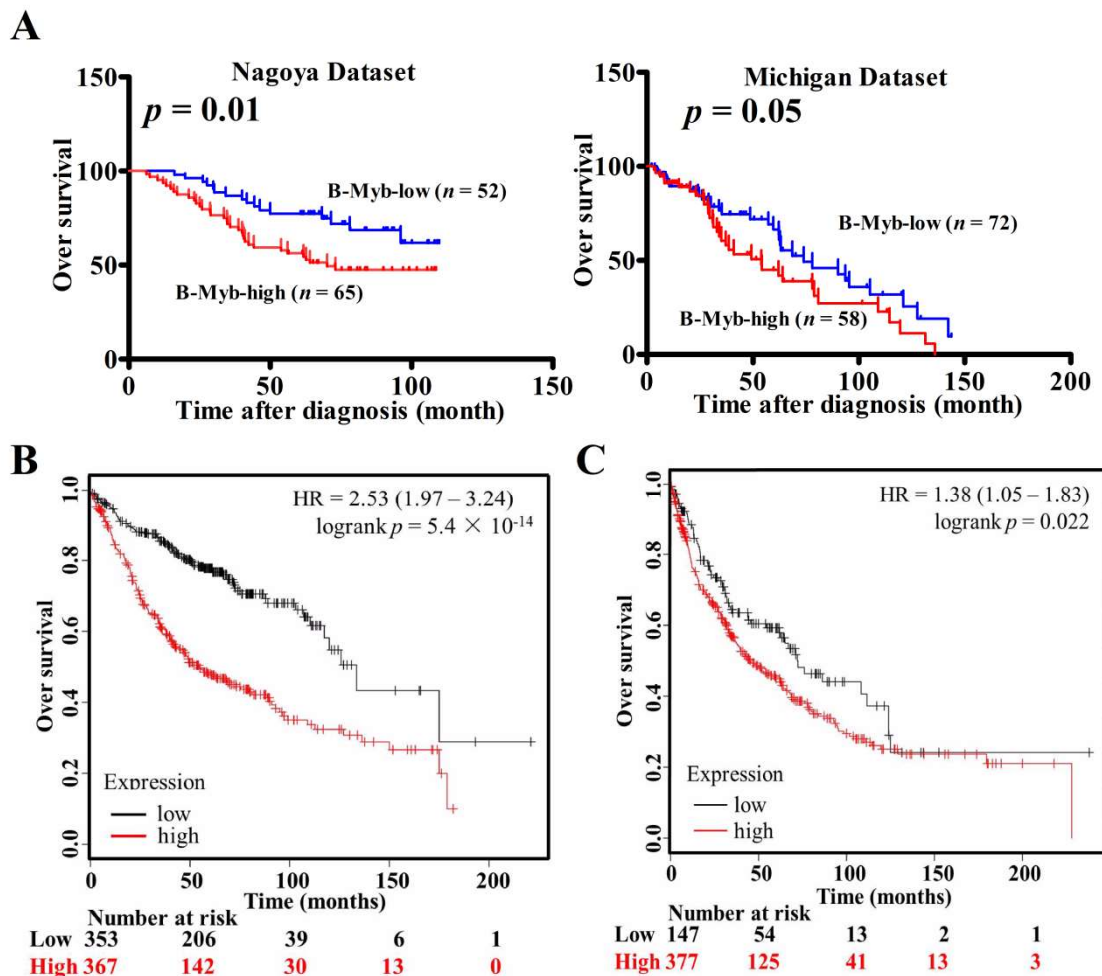 A
Nagoya Dataset
p = 0.01
150
100
50
0
Over survival
B-Myb-low (n = 52)
B-Myb-high (n = 65)
0 50 100 150
Time after diagnosis (month)
Michigan Dataset
p = 0.05
150
100
50
0
Over survival
B-Myb-low (n = 72)
B-Myb-high (n = 58)
0 50 100 150 200
Time after diagnosis (month)
B
HR = 2.53 (1.97 – 3.24)
logrank p = 5.4 × 10-14
1.0
0.8
0.6
0.4
0.2
0.0
Over survival
Expression
low
high
0 50 100 150 200
Time (months)
Number at risk
Low 353 206 39 6 1
High 367 142 30 13 0
C
HR = 1.38 (1.05 – 1.83)
logrank p = 0.022
1.0
0.8
0.6
0.4
0.2
0.0
Over survival
Expression
low
high
0 50 100 150 200
Time (months)
Number at risk
Low 147 54 13 2 1
High 377 125 41 13 3